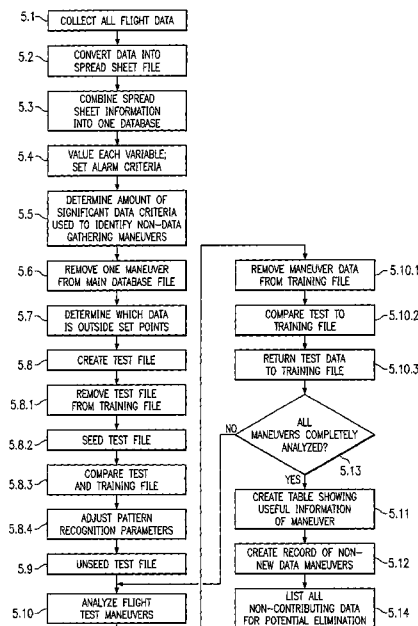 5.1
COLLECT ALL FLIGHT DATA
5.2
CONVERT DATA INTO
SPREAD SHEET FILE
5.3
COMBINE SPREAD
SHEET INFORMATION
INTO ONE DATABASE
5.4
VALUE EACH VARIABLE;
SET ALARM CRITERIA
5.5
DETERMINE AMOUNT OF
SIGNIFICANT DATA CRITERIA
USED TO IDENTIFY NON-DATA
GATHERING MANEUVERS
5.6
REMOVE ONE MANEUVER
FROM MAIN DATABASE FILE
5.7
DETERMINE WHICH DATA
IS OUTSIDE SET POINTS
5.8
CREATE TEST FILE
5.8.1
REMOVE TEST FILE
FROM TRAINING FILE
5.8.2
SEED TEST FILE
5.8.3
COMPARE TEST
AND TRAINING FILE
5.8.4
ADJUST PATTERN
RECOGNITION PARAMETERS
5.9
UNSEED TEST FILE
5.10
ANALYZE FLIGHT
TEST MANEUVERS
REMOVE MANEUVER DATA
FROM TRAINING FILE
5.10.1
COMPARE TEST TO
TRAINING FILE
5.10.2
RETURN TEST DATA
TO TRAINING FILE
5.10.3
NO
ALL
MANEUVERS COMPLETELY
ANALYZED?
5.13
YES
CREATE TABLE SHOWING
USEFUL INFORMATION
OF MANEUVER
5.11
CREATE RECORD OF NON-
NEW DATA MANEUVERS
5.12
LIST ALL
NON-CONTRIBUTING DATA
FOR POTENTIAL ELIMINATION
5.14